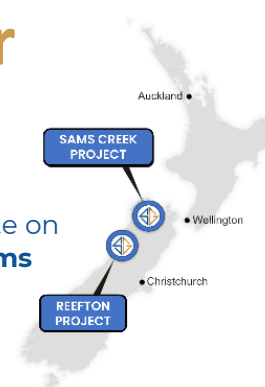 r
Auckland
SAMS CREEK
PROJECT
Wellington
e on
ms
Christchurch
REEFTON
PROJECT